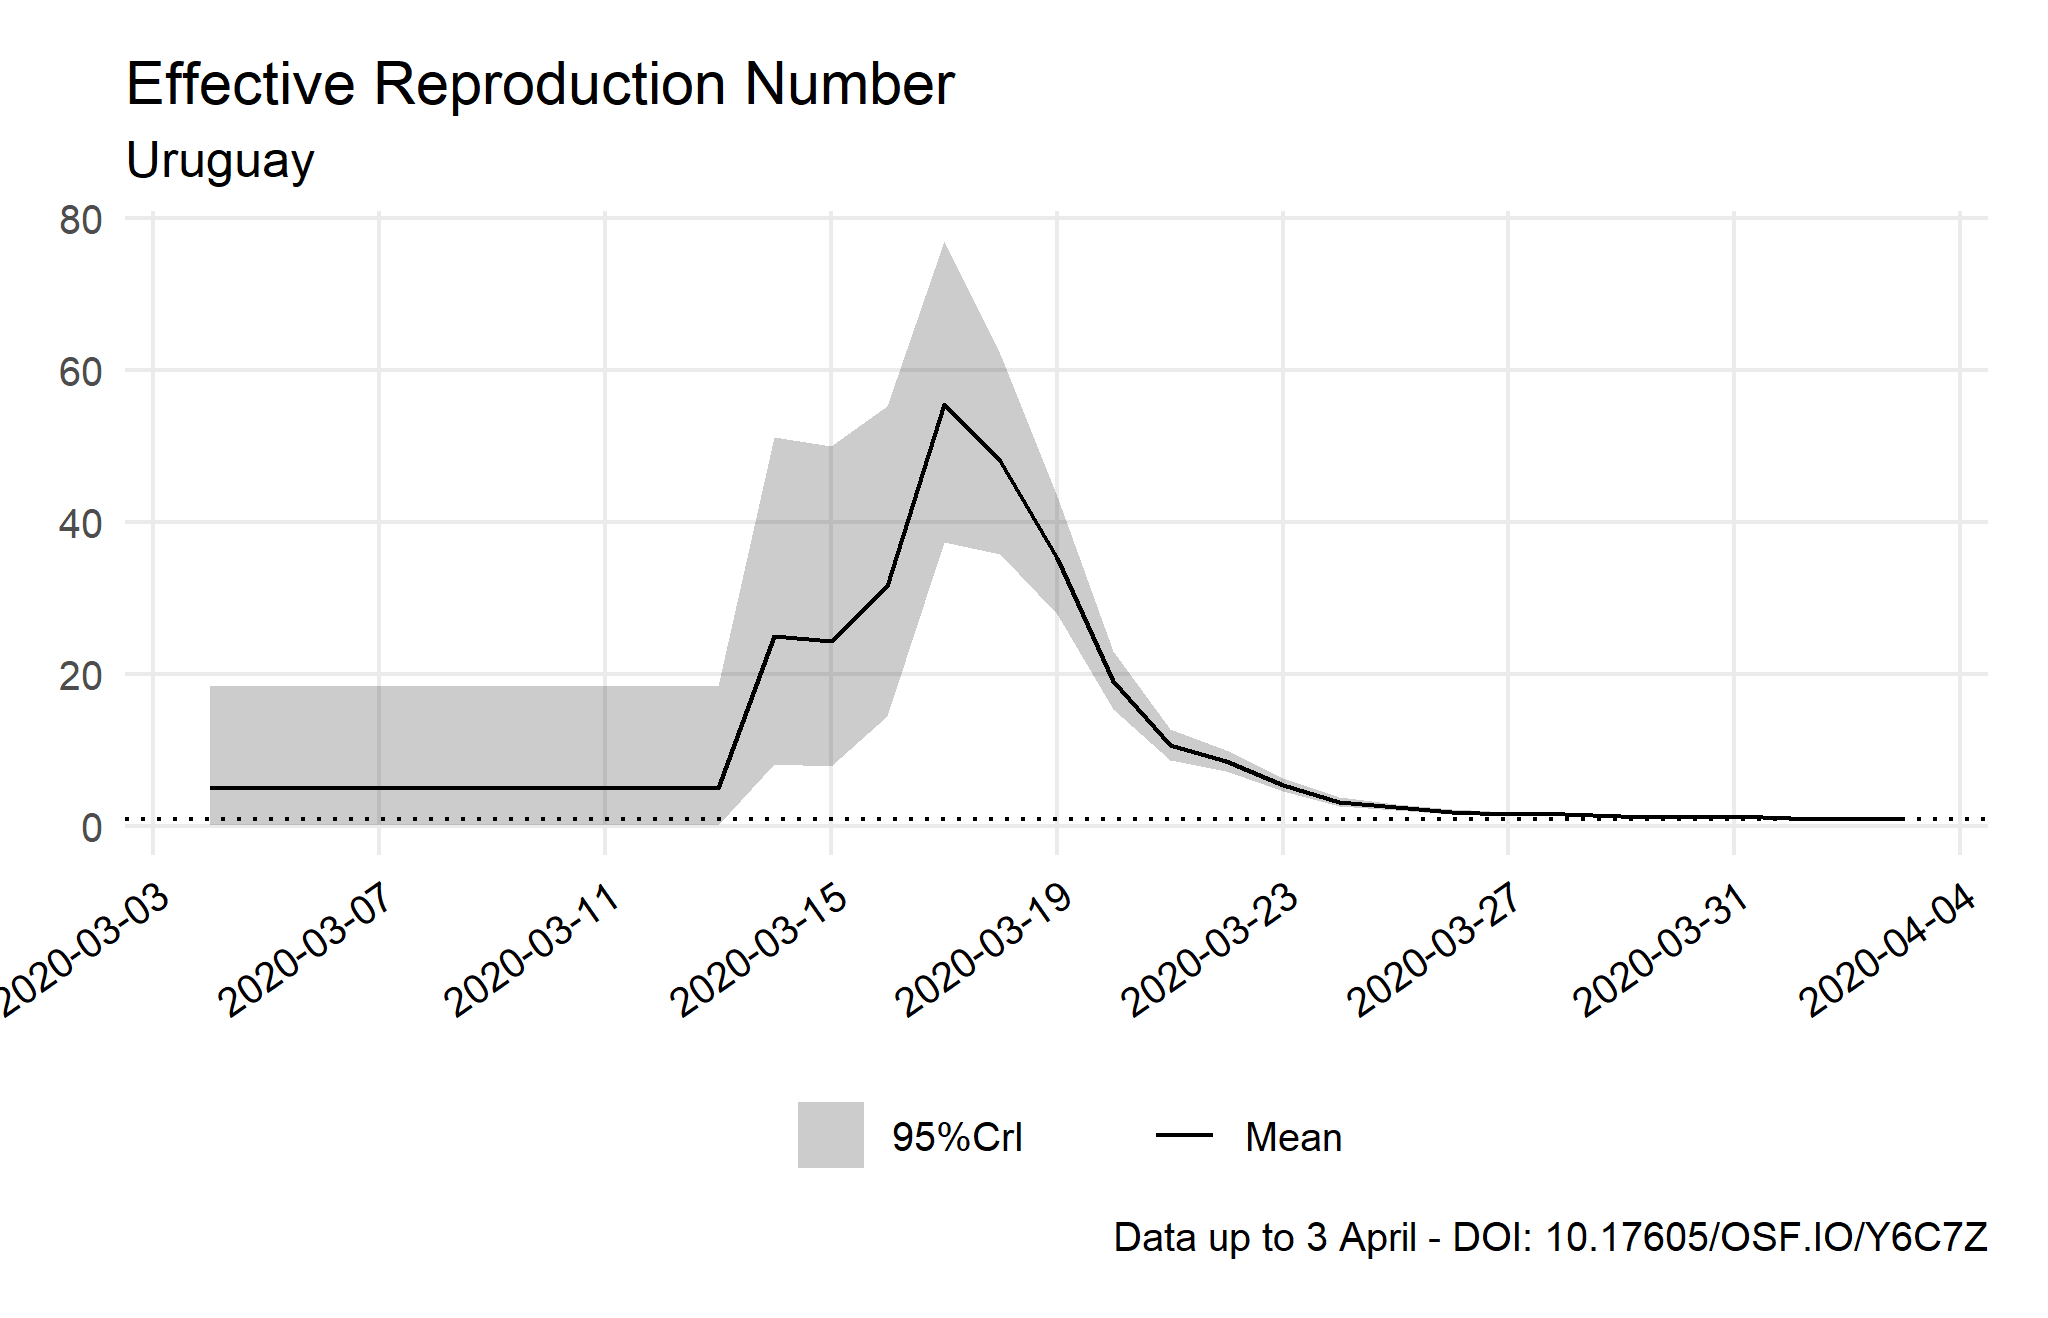 Effective Reproduction Number
Uruguay
80
60
40
20
0
2020-03-03
2020-03-07
2020-03-11
2020-03-15
2020-03-19
2020-03-23
2020-03-27
2020-03-31
2020-04-04
95%CrI
Mean
Data up to 3 April - DOI: 10.17605/OSF.IO/Y6C7Z